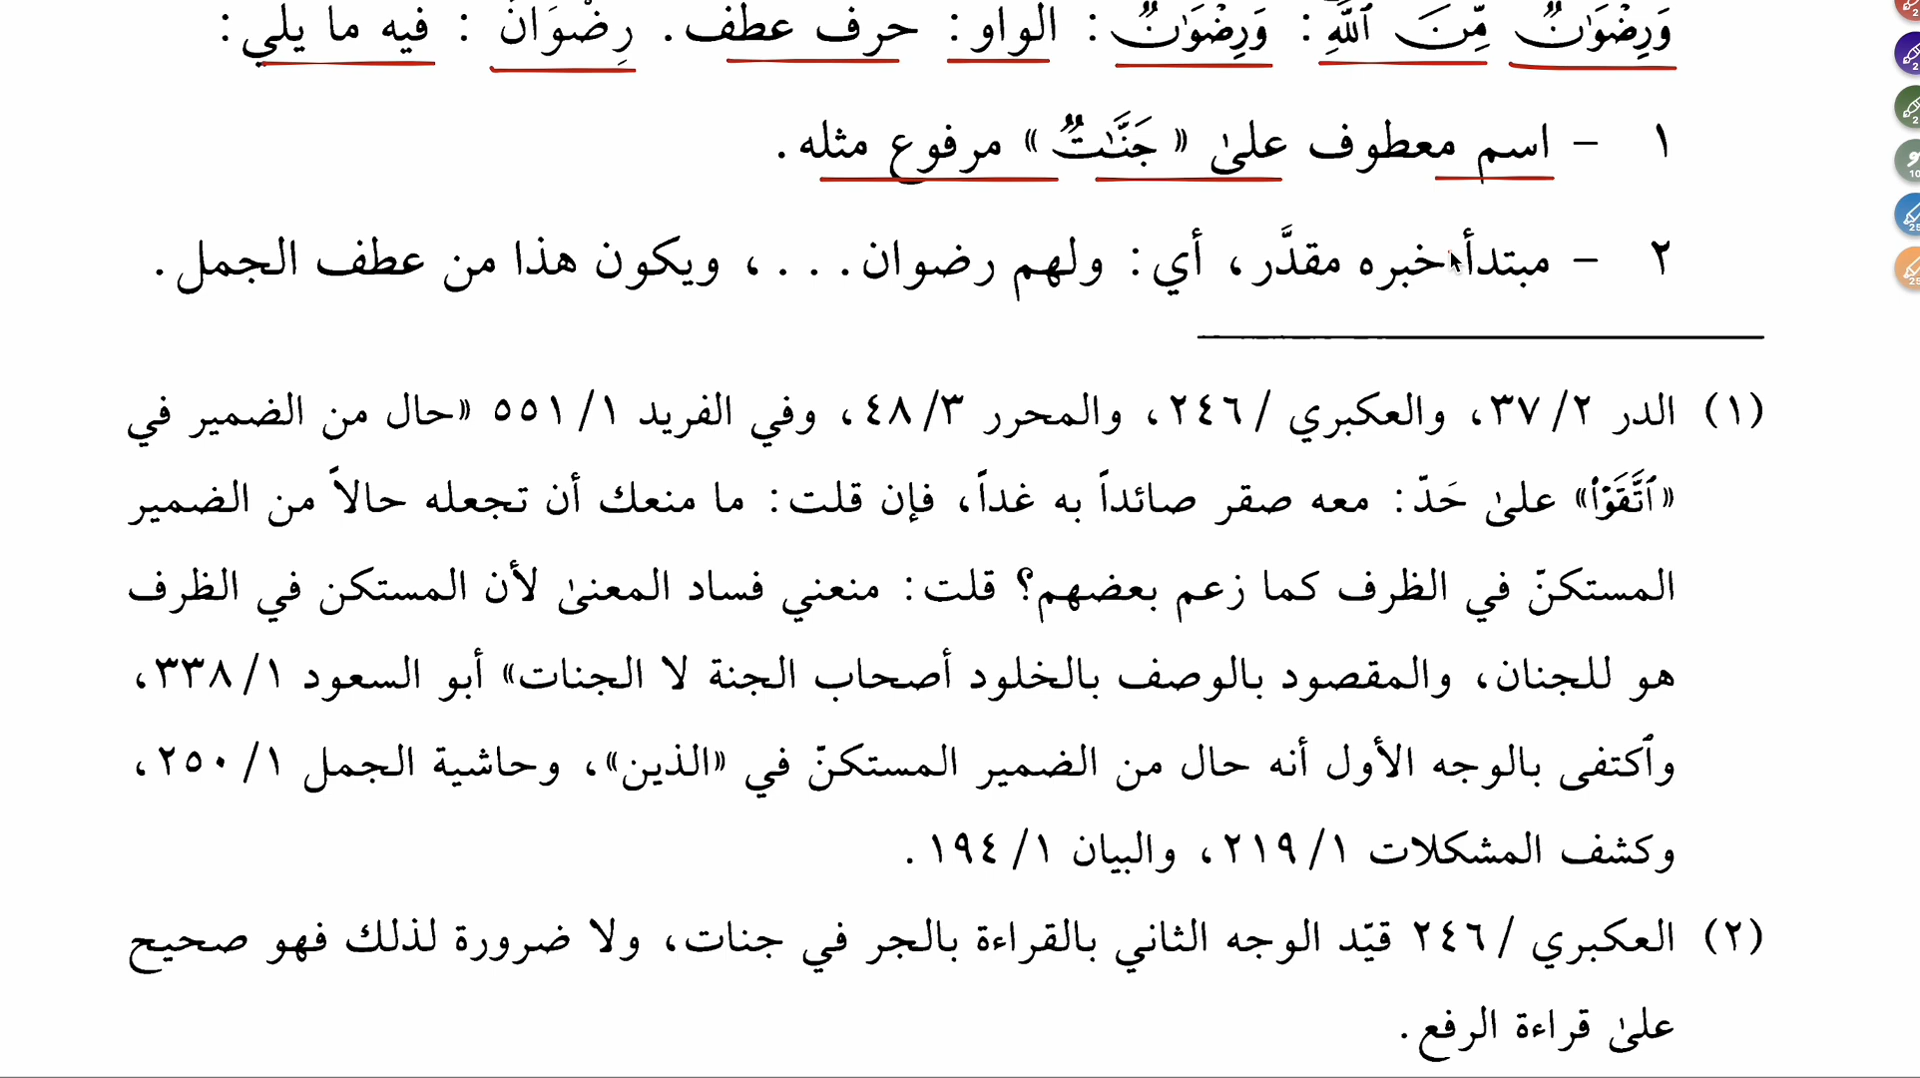 وَرِضْوَٰنٌ مِّنَ ٱللَّهِ : وَرِضْوَٰنٌ : الواو : حرف عطف . رِضْوَانٌ : فيه ما يلي :
١ - اسم معطوف علىٰ « جَنَّٰتٌ » مرفوع مثله .
٢ - مبتدأ خبره مقدَّر، أي : ولهم رضوان . . . ، ويكون هذا من عطف الجمل .
(١) الدر ٣٧/٢، والعكبري /٢٤٦، والمحرر ٤٨/٣، وفي الفريد ٥٥١/١ «حال من الضمير في
«ٱتَّقَوْا۟» علىٰ حَدّ : معه صقر صائداً به غداً، فإن قلت : ما منعك أن تجعله حالاً من الضمير
المستكنّ في الظرف كما زعم بعضهم؟ قلت : منعني فساد المعنىٰ لأن المستكن في الظرف
هو للجنان، والمقصود بالوصف بالخلود أصحاب الجنة لا الجنات» أبو السعود ٣٣٨/١،
وٱكتفى بالوجه الأول أنه حال من الضمير المستكنّ في «الذين»، وحاشية الجمل ٢٥٠/١،
وكشف المشكلات ٢١٩/١، والبيان ١٩٤/١ .
(٢) العكبري /٢٤٦ قيّد الوجه الثاني بالقراءة بالجر في جنات، ولا ضرورة لذلك فهو صحيح
علىٰ قراءة الرفع .